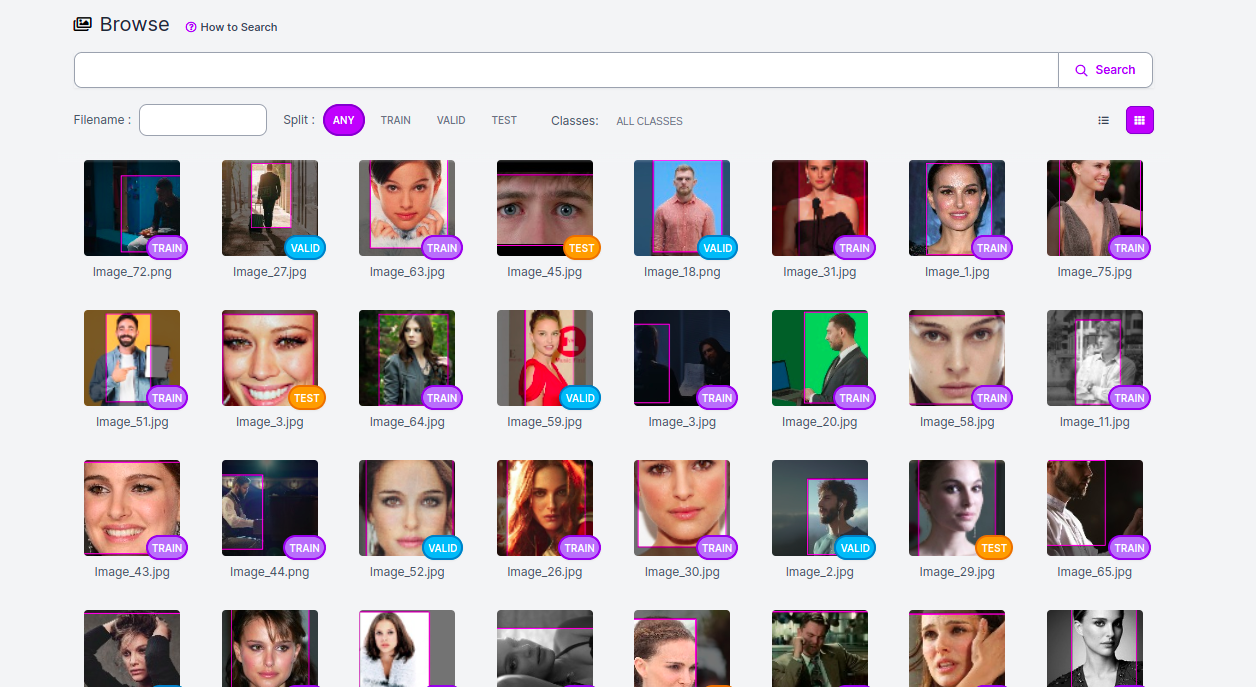 Browse How to Search
Search
Filename : Split : ANY TRAIN VALID TEST Classes: ALL CLASSES
TRAIN VALID TRAIN TEST VALID TRAIN TRAIN TRAIN
Image_72.png Image_27.jpg Image_63.jpg Image_45.jpg Image_18.png Image_31.jpg Image_1.jpg Image_75.jpg
1
TRAIN TEST TRAIN VALID TRAIN TRAIN TRAIN TRAIN
Image_51.jpg Image_3.jpg Image_64.jpg Image_59.jpg Image_3.jpg Image_20.jpg Image_58.jpg Image_11.jpg
TRAIN TRAIN VALID TRAIN TRAIN VALID TEST TRAIN
Image_43.jpg Image_44.png Image_52.jpg Image_26.jpg Image_30.jpg Image_2.jpg Image_29.jpg Image_65.jpg